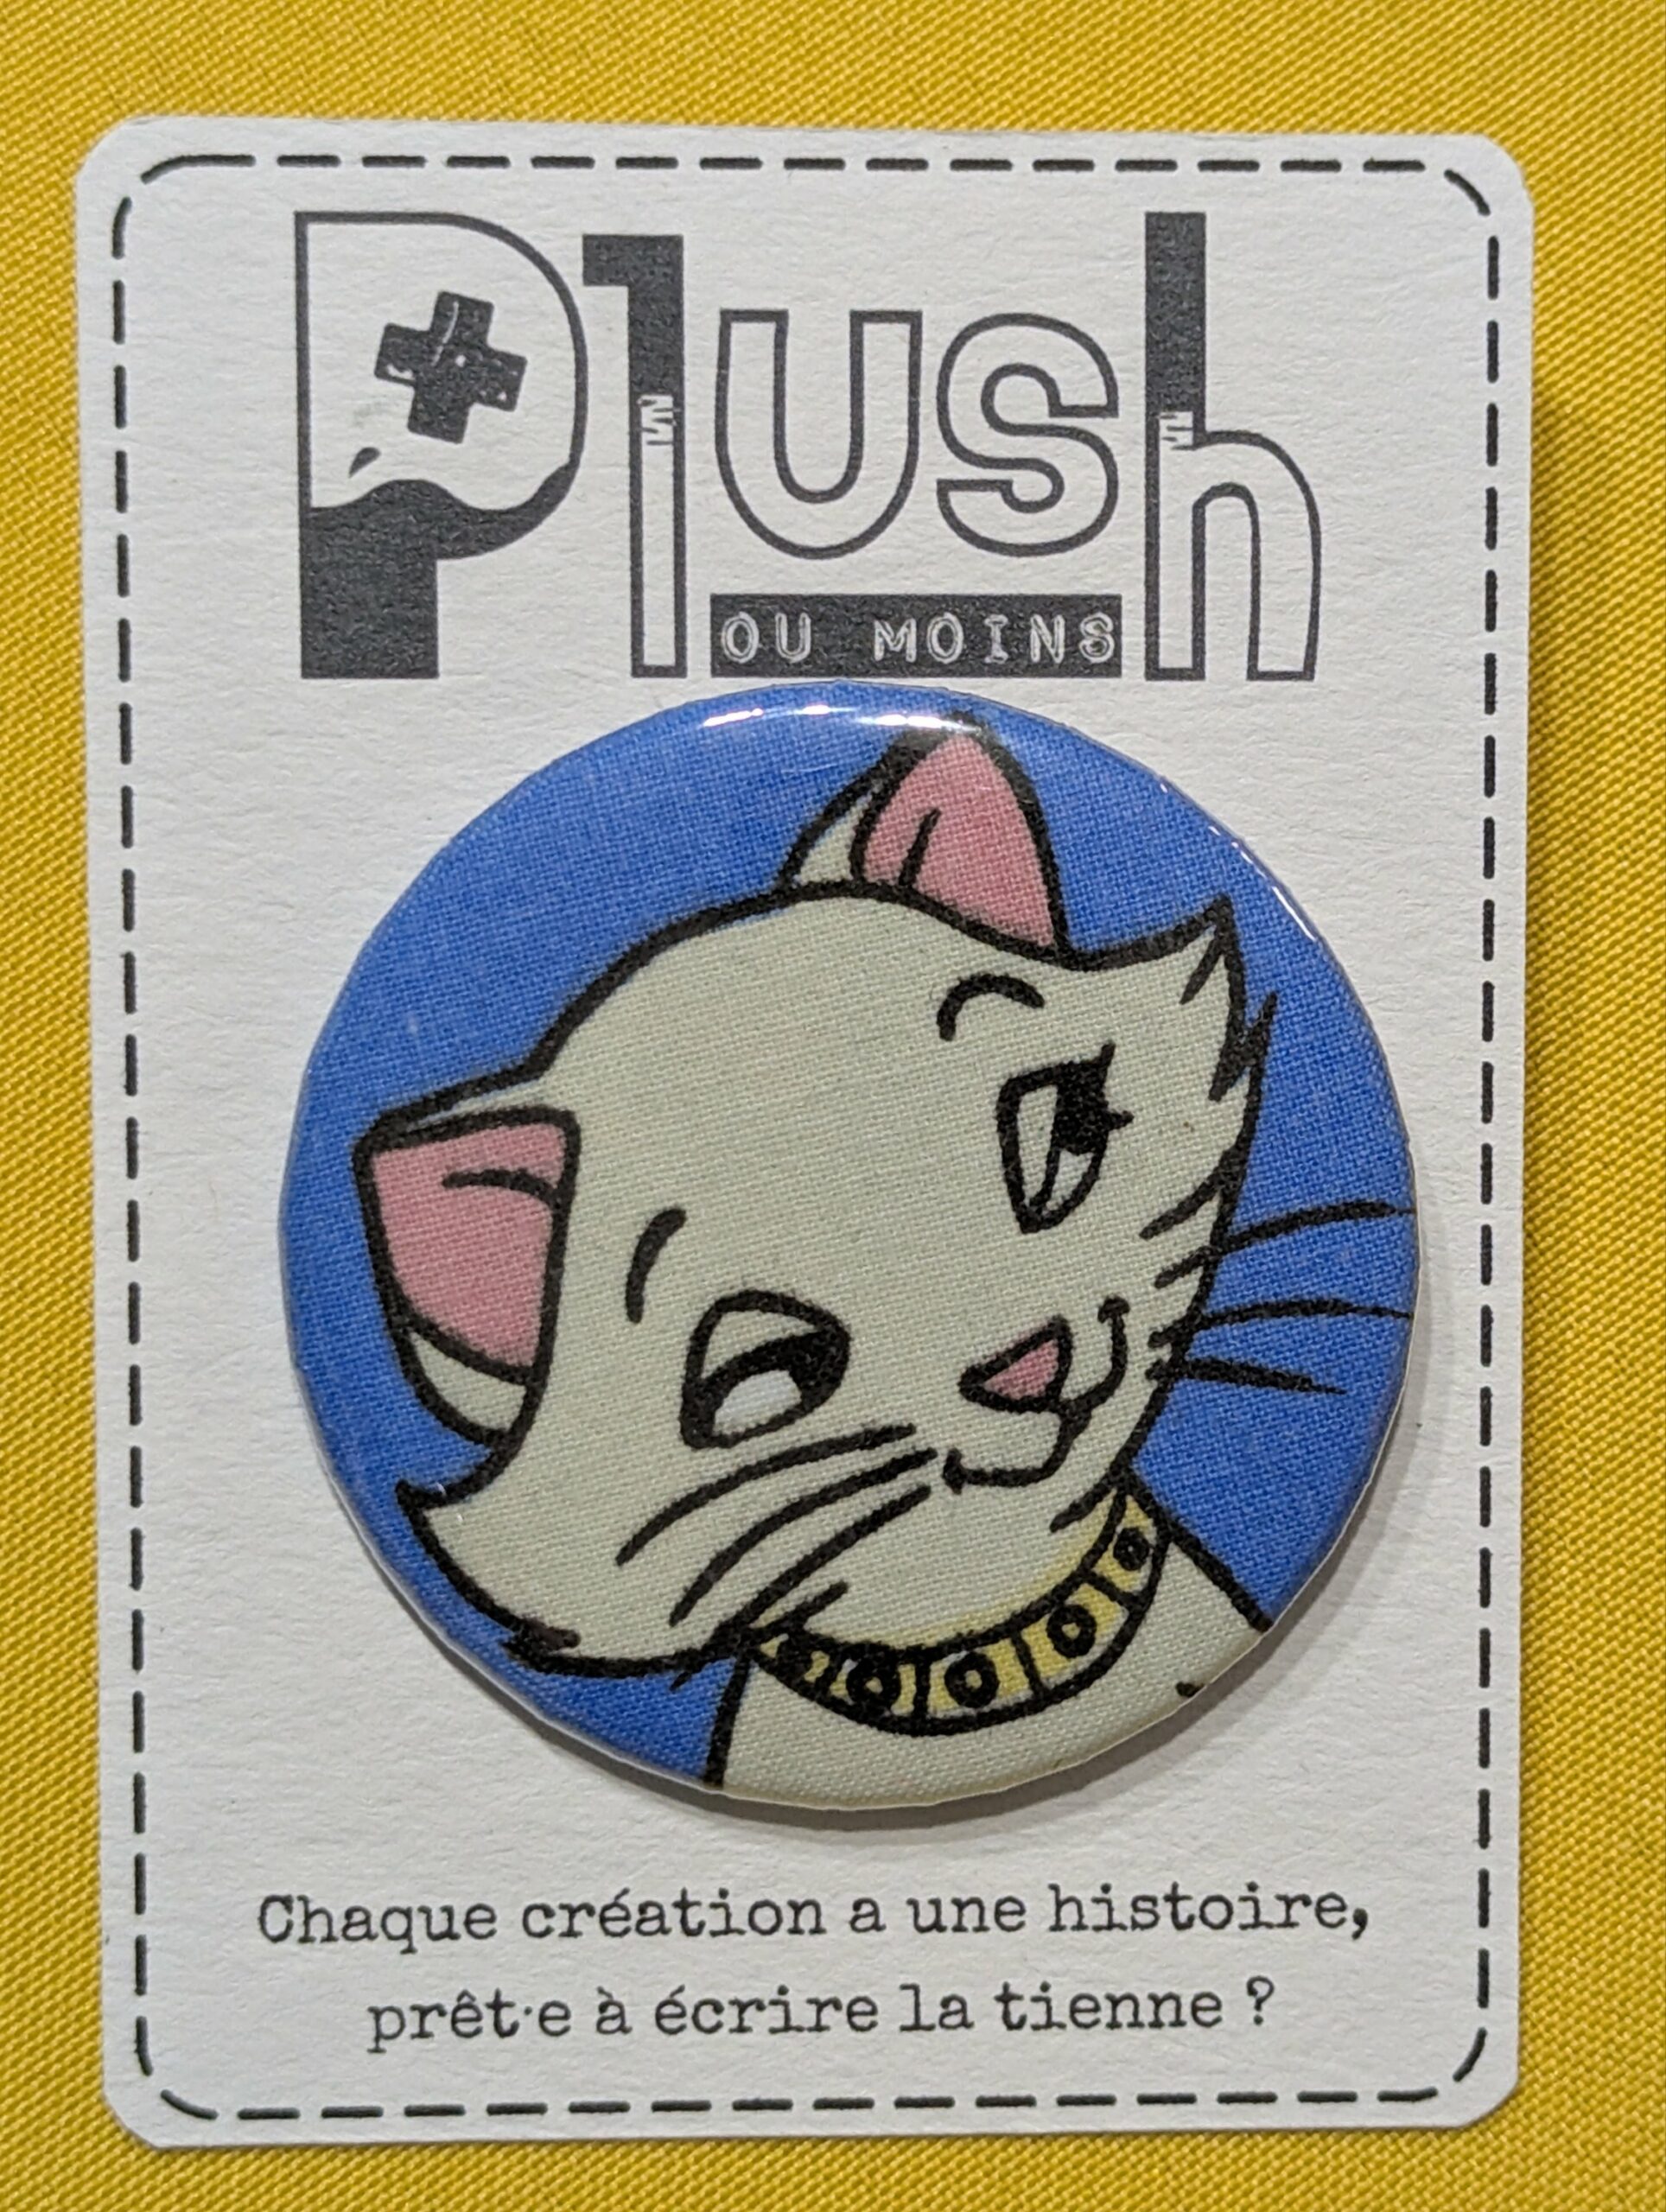 Plush
OU MOINS
Chaque création a une histoire,
prêt·e à écrire la tienne ?